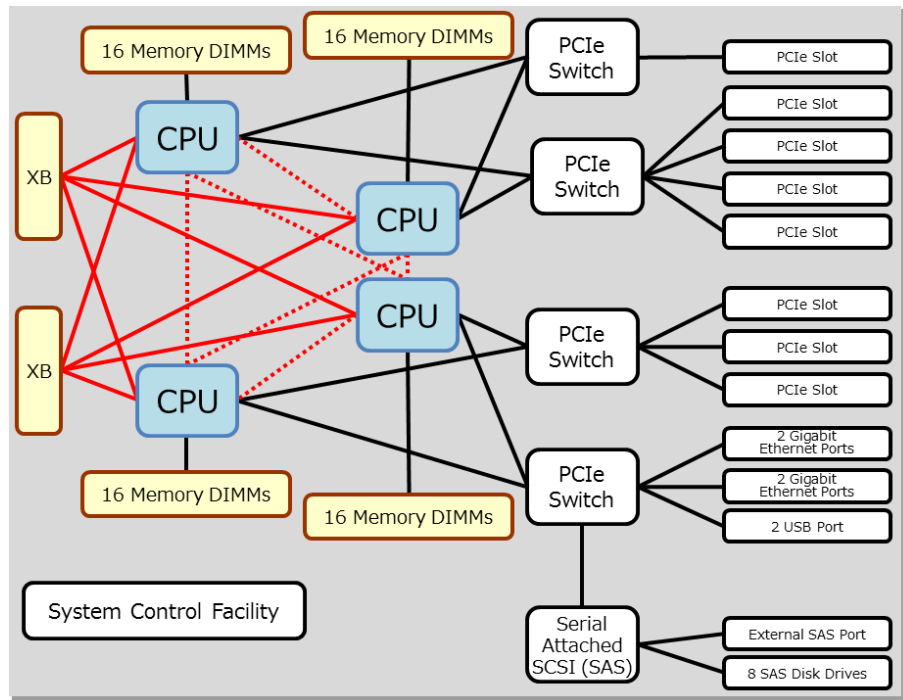 16 Memory DIMMs
16 Memory DIMMs
PCIe
Switch
PCIe Slot
PCIe Slot
CPU
PCIe Slot
XB
PCIe
Switch
PCIe Slot
CPU
PCIe Slot
CPU
PCIe Slot
PCIe
Switch
PCIe Slot
XB
PCIe Slot
CPU
2 Gigabit
Ethernet Ports
PCIe
Switch
2 Gigabit
Ethernet Ports
16 Memory DIMMs
16 Memory DIMMs
2 USB Port
System Control Facility
Serial
Attached
SCSI (SAS)
External SAS Port
8 SAS Disk Drives